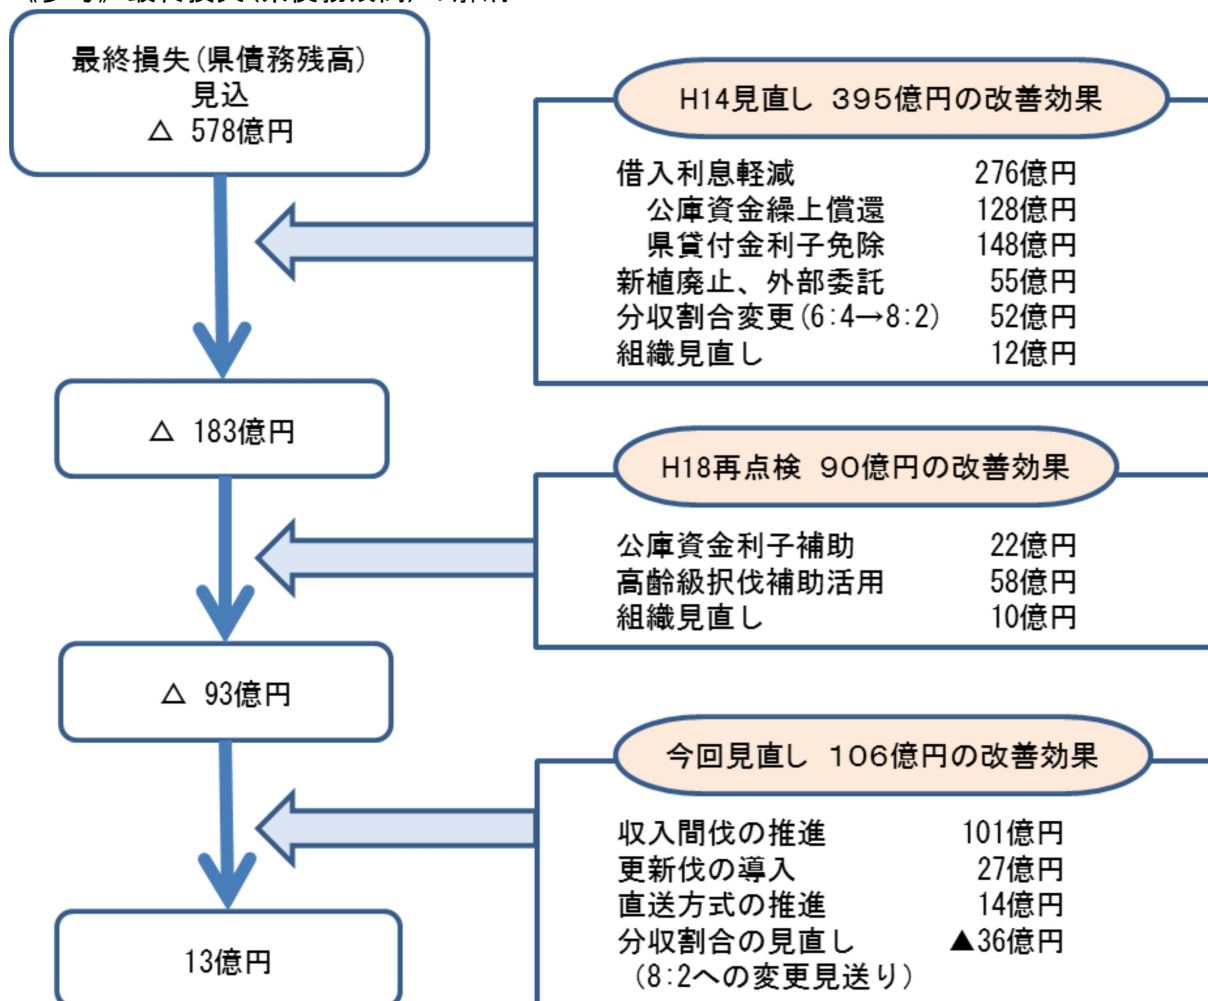 最終損失(県債務残高)
見込
△ 578億円
H14見直し 395億円の改善効果
借入利息軽減 276億円
公庫資金繰上償還 128億円
県貸付金利子免除 148億円
新植廃止、外部委託 55億円
分収割合変更(6:4→8:2) 52億円
組織見直し 12億円
△ 183億円
H18再点検 90億円の改善効果
公庫資金利子補助 22億円
高齢級択伐補助活用 58億円
組織見直し 10億円
△ 93億円
今回見直し 106億円の改善効果
収入間伐の推進 101億円
更新伐の導入 27億円
直送方式の推進 14億円
分収割合の見直し ▲36億円
(8:2への変更見送り)
13億円